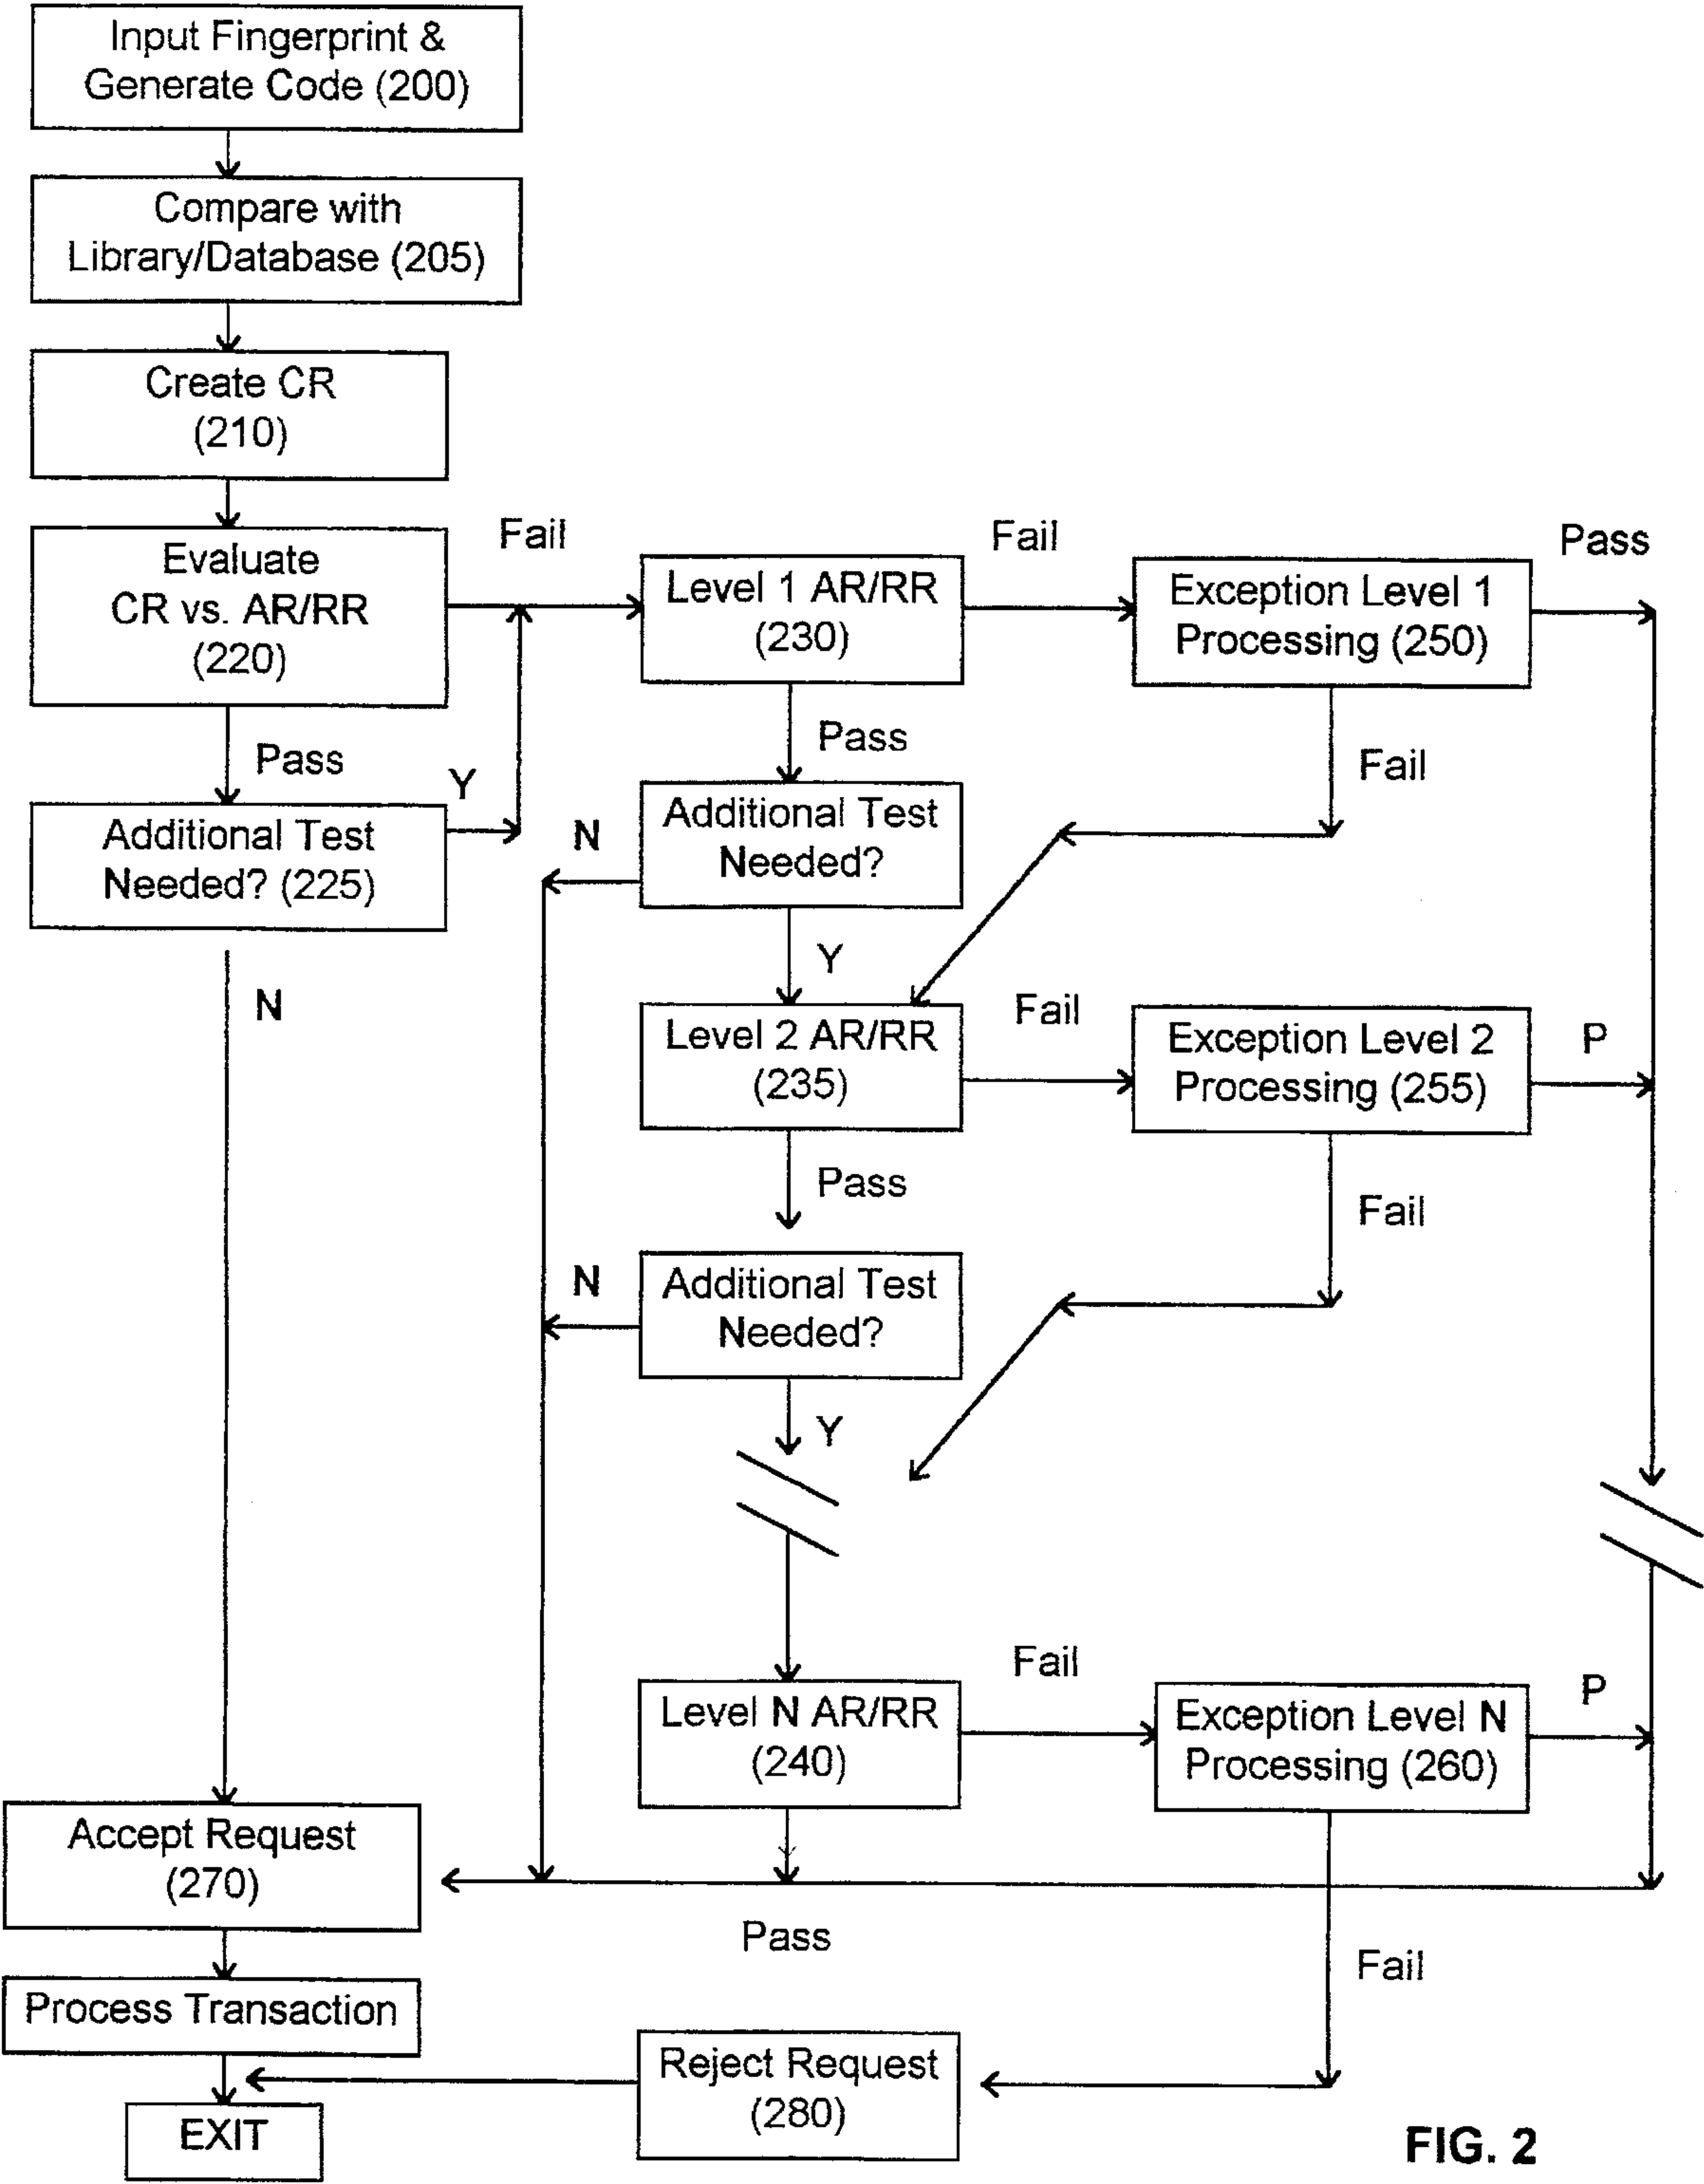 Input Fingerprint &
Generate Code (200)
Compare with
Library/Database (205)
Create CR
(210)
Evaluate
CR vs. AR/RR
(220)
Fail
Level 1 AR/RR
(230)
Fail
Exception Level 1
Processing (250)
Pass
Pass
Y
Additional Test
Needed? (225)
N
Pass
Additional Test
Needed?
N
Fail
Y
Level 2 AR/RR
(235)
Fail
Exception Level 2
Processing (255)
P
Pass
Fail
Additional Test
Needed?
N
Y
Level N AR/RR
(240)
Fail
Exception Level N
Processing (260)
P
Accept Request
(270)
Pass
Fail
Process Transaction
Reject Request
(280)
EXIT
FIG. 2